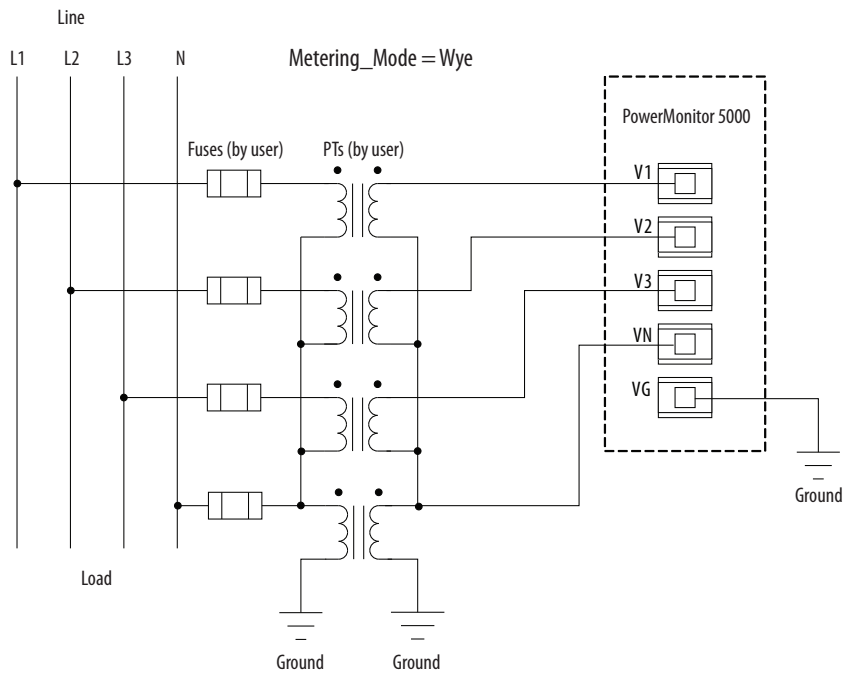 Line
L1 L2 L3 N
Metering_Mode = Wye
PowerMonitor 5000
Fuses (by user) PTs (by user)
V1
V2
V3
VN
VG
Ground
Load
Ground Ground